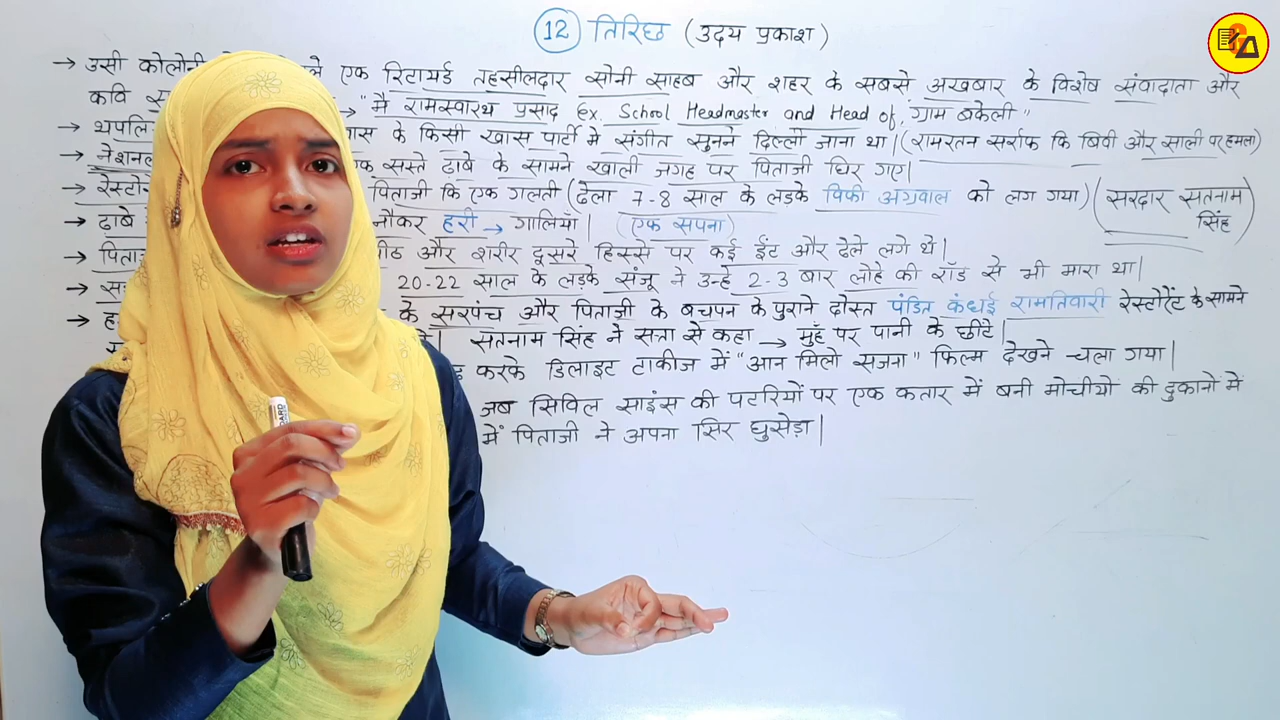 12 तिरिछ (उदय प्रकाश)
→ उसी कोलोनी ले एक रिटायर्ड तहसीलदार सोनी साहब और शहर के सबसे अखबार के विशेष संवादाता और
कवि → "मैं रामस्वारथ प्रसाद Ex. School Headmaster and Head of ग्राम बकेली"
→ थपलि ास के किसी खास पार्टी में संगीत सुनने दिल्ली जाना था। (रामरतन सर्राफ कि बिवी और साली पर हमला)
→ नेशनल एक सस्ते ढ़ाबे के सामने खाली जगह पर पिताजी घिर गए।
→ रेस्टोरे पिताजी कि एक गलती (ढेला 7-8 साल के लड़के विकी अग्रवाल को लग गया) (सरदार सतनाम
सिंह)
→ ढाबे नौकर हरी → गालियाँ। (एक सपना)
→ पिताज पीठ और शरीर दूसरे हिस्से पर कई ईंट और ढेले लगे थे।
→ 20-22 साल के लड़के संजू ने उन्हें 2-3 बार लोहे की रॉड से भी मारा था।
→ के सरपंच और पिताजी के बचपन के पुराने दोस्त पंडित कंधई रामतिवारी रेस्टोरेंट के सामने
सतनाम सिंह ने सत्रा से कहा → मुँह पर पानी के छींटे।
करके डिलाइट टाकीज में "आन मिलो सजना" फिल्म देखने चला गया।
जब सिविल साइंस की पटरियों पर एक कतार में बनी मोचीयो की दुकानो में
में पिताजी ने अपना सिर घुसेड़ा।